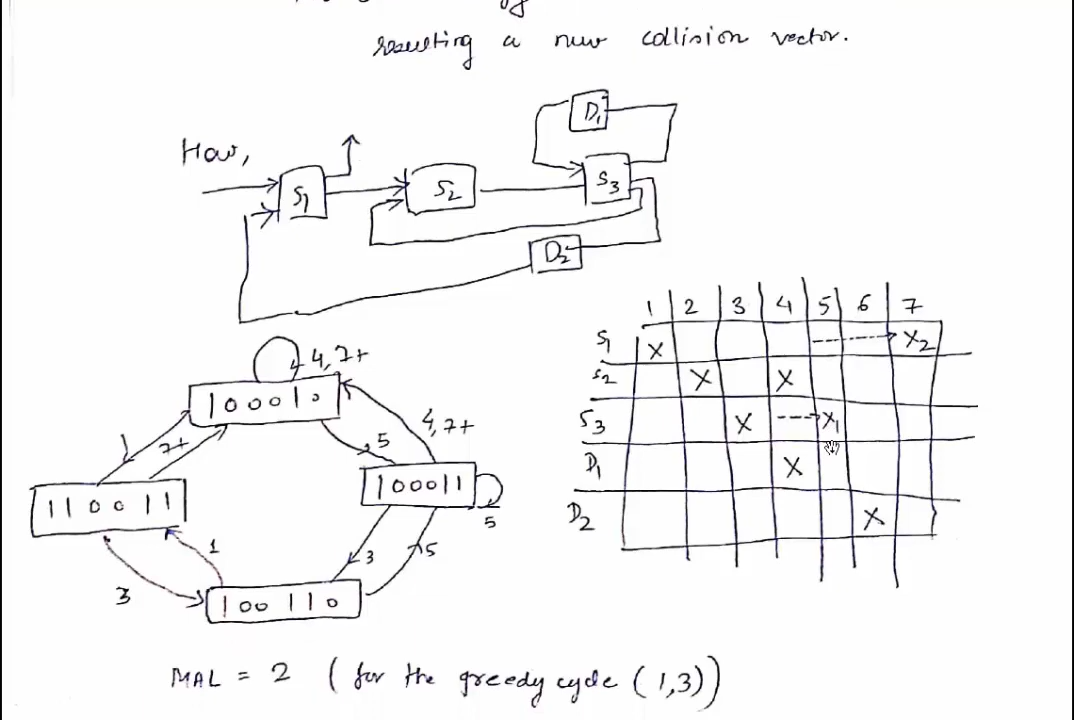 resulting a new collision vector.
How,
D1
S1
S2
S3
D2
1 2 3 4 5 6 7
S1 X X2
S2 X X
S3 X X1
D1 X
D2 X
4, 7+
100010
1
7+
5
4, 7+
110011
100011
5
3
1
3
5
100110
MAL = 2 ( for the greedy cycle (1,3))